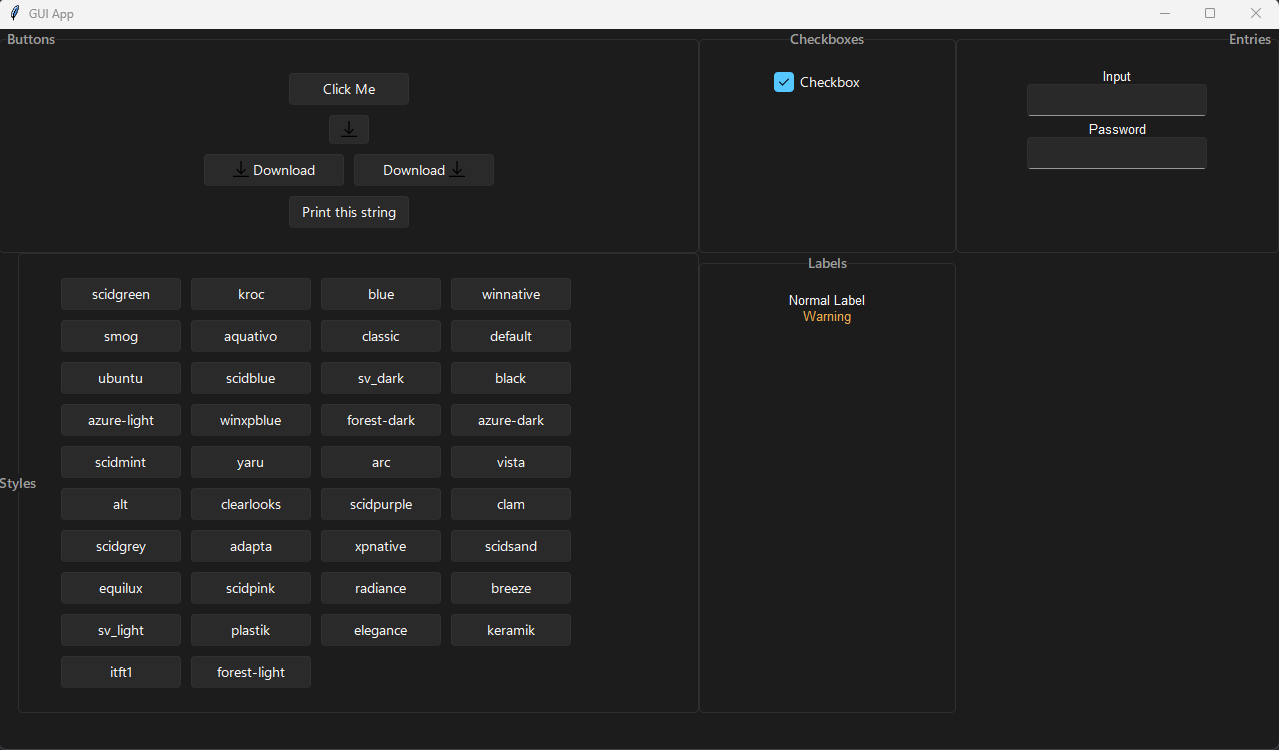 GUI App
Buttons
Checkboxes
Entries
Click Me
Download
Download
Print this string
Checkbox
Input
Password
Styles
scidgreen kroc blue winnative
smog aquativo classic default
ubuntu scidblue sv_dark black
azure-light winxpblue forest-dark azure-dark
scidmint yaru arc vista
alt clearlooks scidpurple clam
scidgrey adapta xpnative scidsand
equilux scidpink radiance breeze
sv_light plastik elegance keramik
itft1 forest-light
Labels
Normal Label
Warning